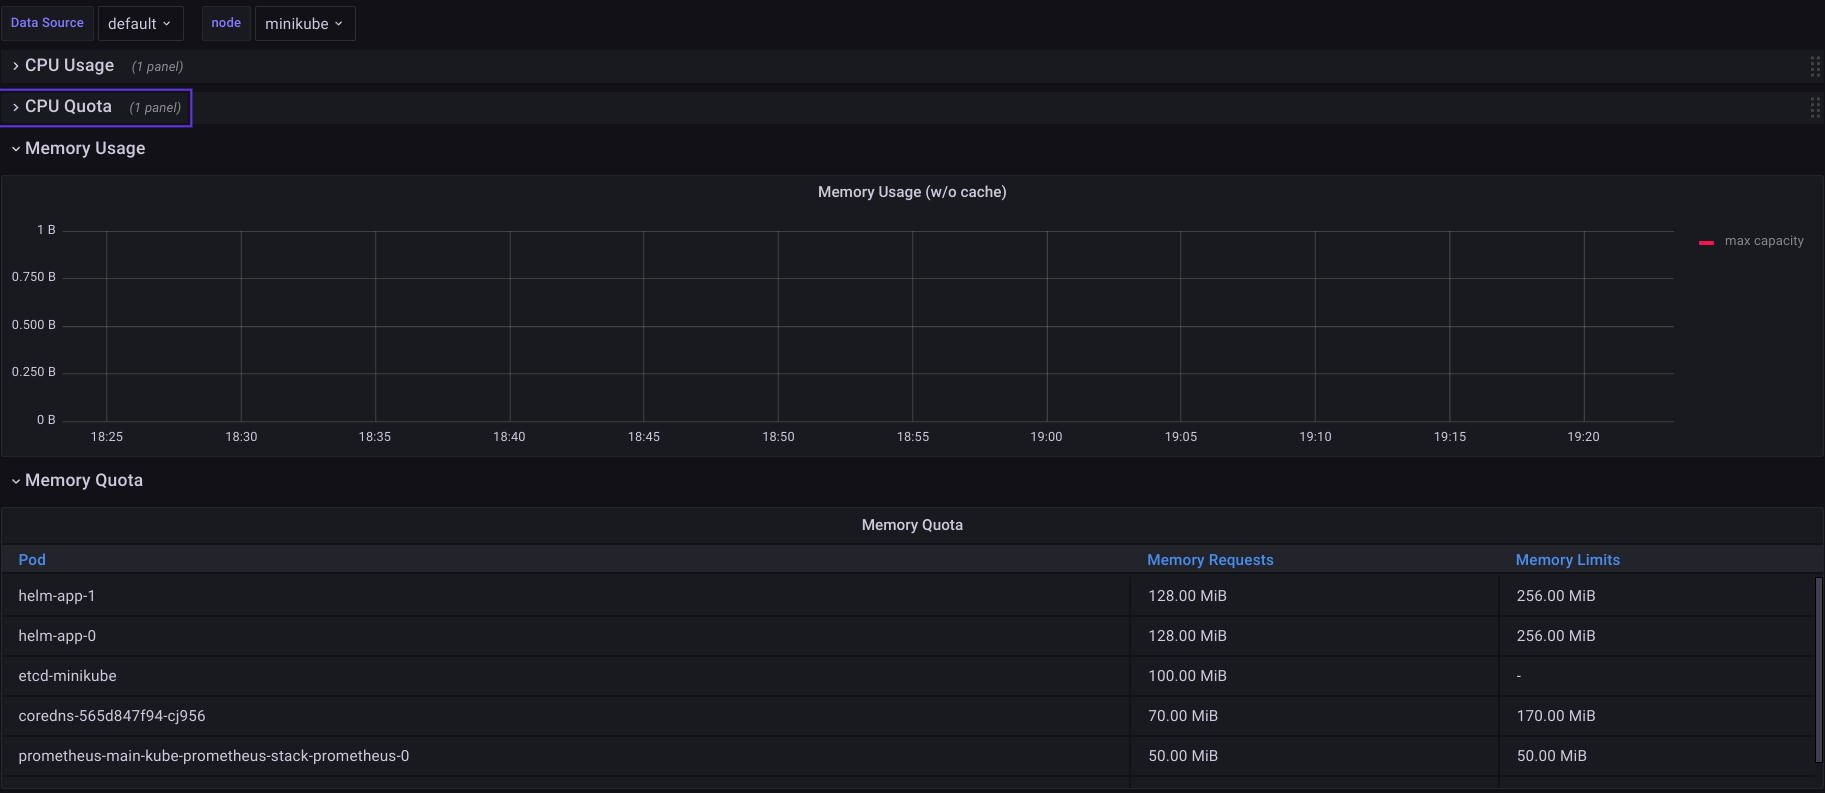 Data Source default node minikube
CPU Usage (1 panel)
CPU Quota (1 panel)
Memory Usage
Memory Usage (w/o cache)
1 B
max capacity
0.750 B
0.500 B
0.250 B
0 B
18:25 18:30 18:35 18:40 18:45 18:50 18:55 19:00 19:05 19:10 19:15 19:20
Memory Quota
Memory Quota
Pod Memory Requests Memory Limits
helm-app-1 128.00 MiB 256.00 MiB
helm-app-0 128.00 MiB 256.00 MiB
etcd-minikube 100.00 MiB -
coredns-565d847f94-cj956 70.00 MiB 170.00 MiB
prometheus-main-kube-prometheus-stack-prometheus-0 50.00 MiB 50.00 MiB